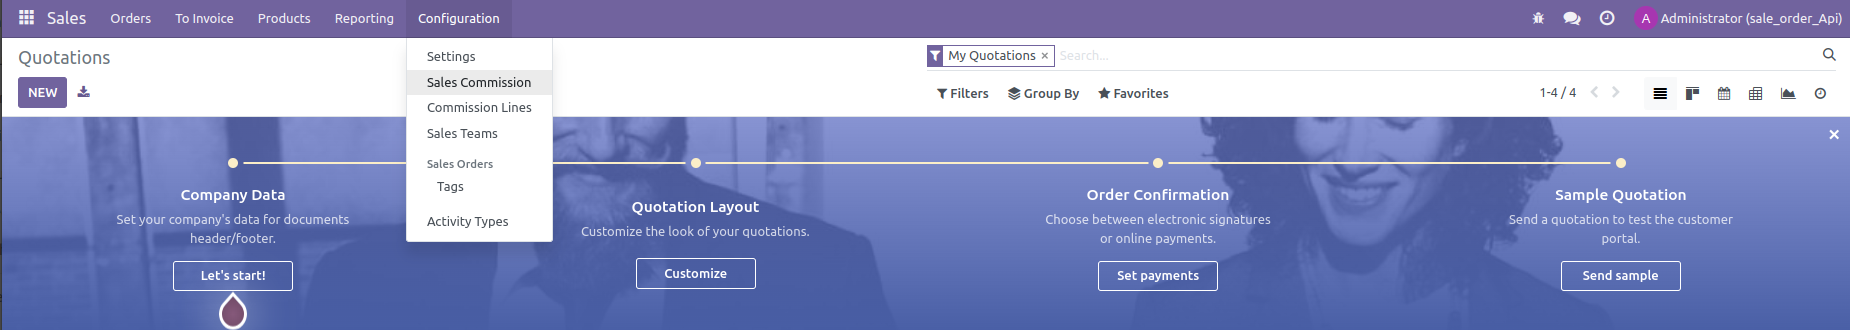 Sales Orders To Invoice Products Reporting Configuration A Administrator (sale_order_Api)
Quotations
My Quotations × Search...
NEW
Filters Group By Favorites 1-4 / 4
Settings
Sales Commission
Commission Lines
Sales Teams
Sales Orders
Tags
Activity Types
Company Data
Set your company's data for documents
header/footer.
Let's start!
Quotation Layout
Customize the look of your quotations.
Customize
Order Confirmation
Choose between electronic signatures
or online payments.
Set payments
Sample Quotation
Send a quotation to test the customer
portal.
Send sample